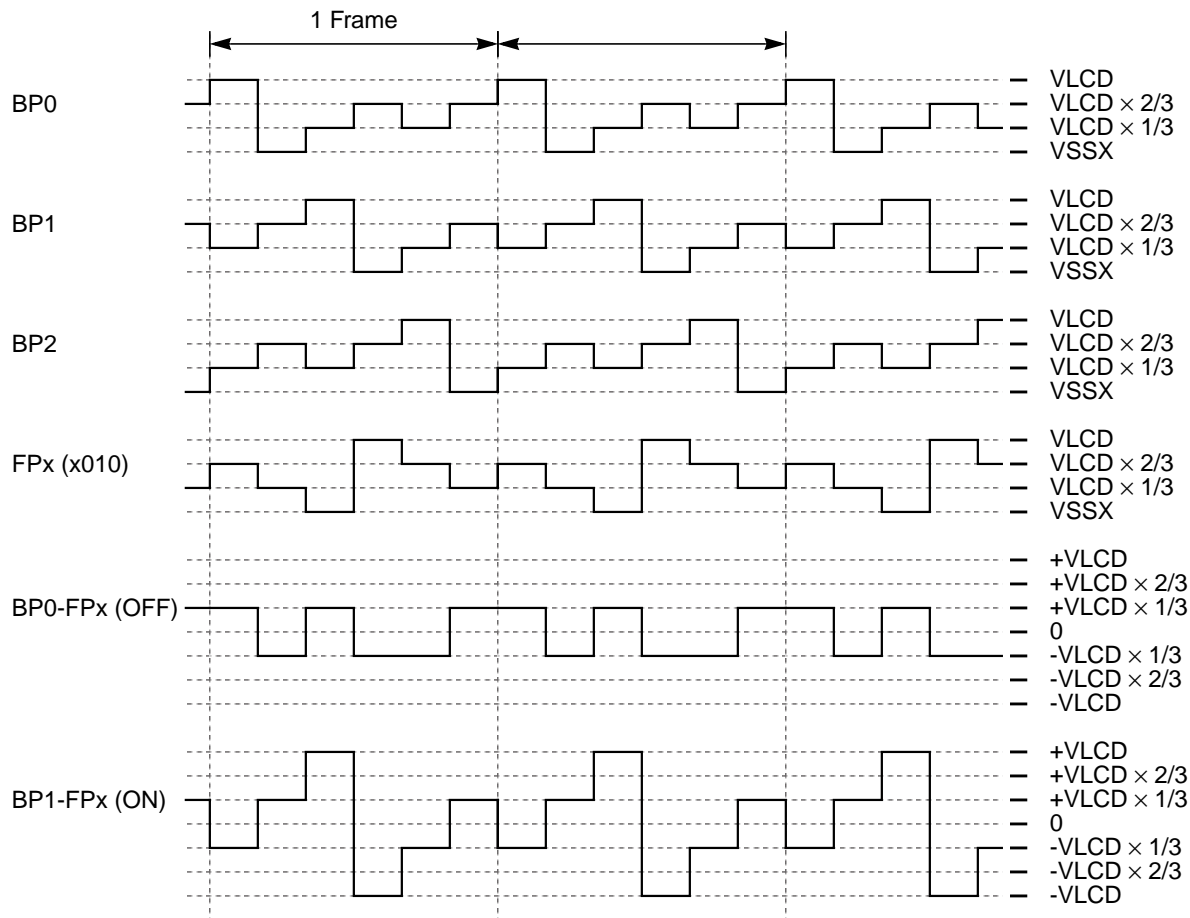 1 Frame
BP0
VLCD
VLCD × 2/3
VLCD × 1/3
VSSX
BP1
VLCD
VLCD × 2/3
VLCD × 1/3
VSSX
BP2
VLCD
VLCD × 2/3
VLCD × 1/3
VSSX
FPx (x010)
VLCD
VLCD × 2/3
VLCD × 1/3
VSSX
BP0-FPx (OFF)
+VLCD
+VLCD × 2/3
+VLCD × 1/3
0
-VLCD × 1/3
-VLCD × 2/3
-VLCD
BP1-FPx (ON)
+VLCD
+VLCD × 2/3
+VLCD × 1/3
0
-VLCD × 1/3
-VLCD × 2/3
-VLCD